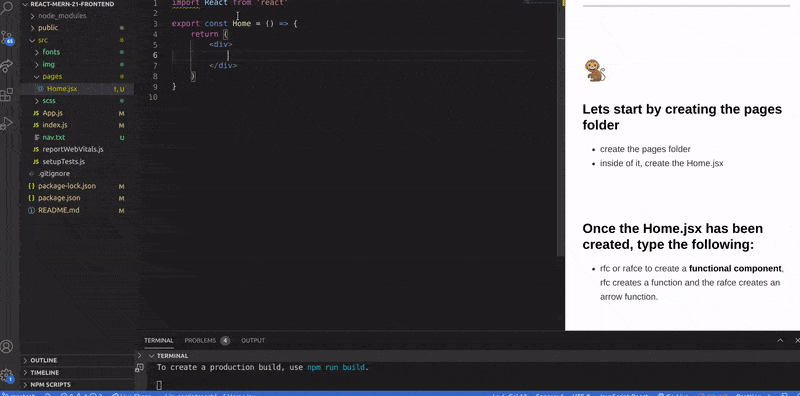 REACT-MERN-21-FRONTEND
node_modules
public
src
fonts
img
pages
Home.jsx 1, U
scss
JS App.js M
JS index.js M
nav.txt U
JS reportWebVitals.js
JS setupTests.js
.gitignore
{} package-lock.json M
{} package.json M
README.md M
OUTLINE
TIMELINE
NPM SCRIPTS
65
1
1 import React from 'react'
2
3 export const Home = () => {
4 return (
5 <div>
6
7 </div>
8 )
9 }
10
TERMINAL PROBLEMS 4 OUTPUT
TERMINAL
To create a production build, use npm run build.
Lets start by creating the pages
folder
• create the pages folder
• inside of it, create the Home.jsx
Once the Home.jsx has been
created, type the following:
• rfc or rafce to create a functional component,
rfc creates a function and the rafce creates an
arrow function.